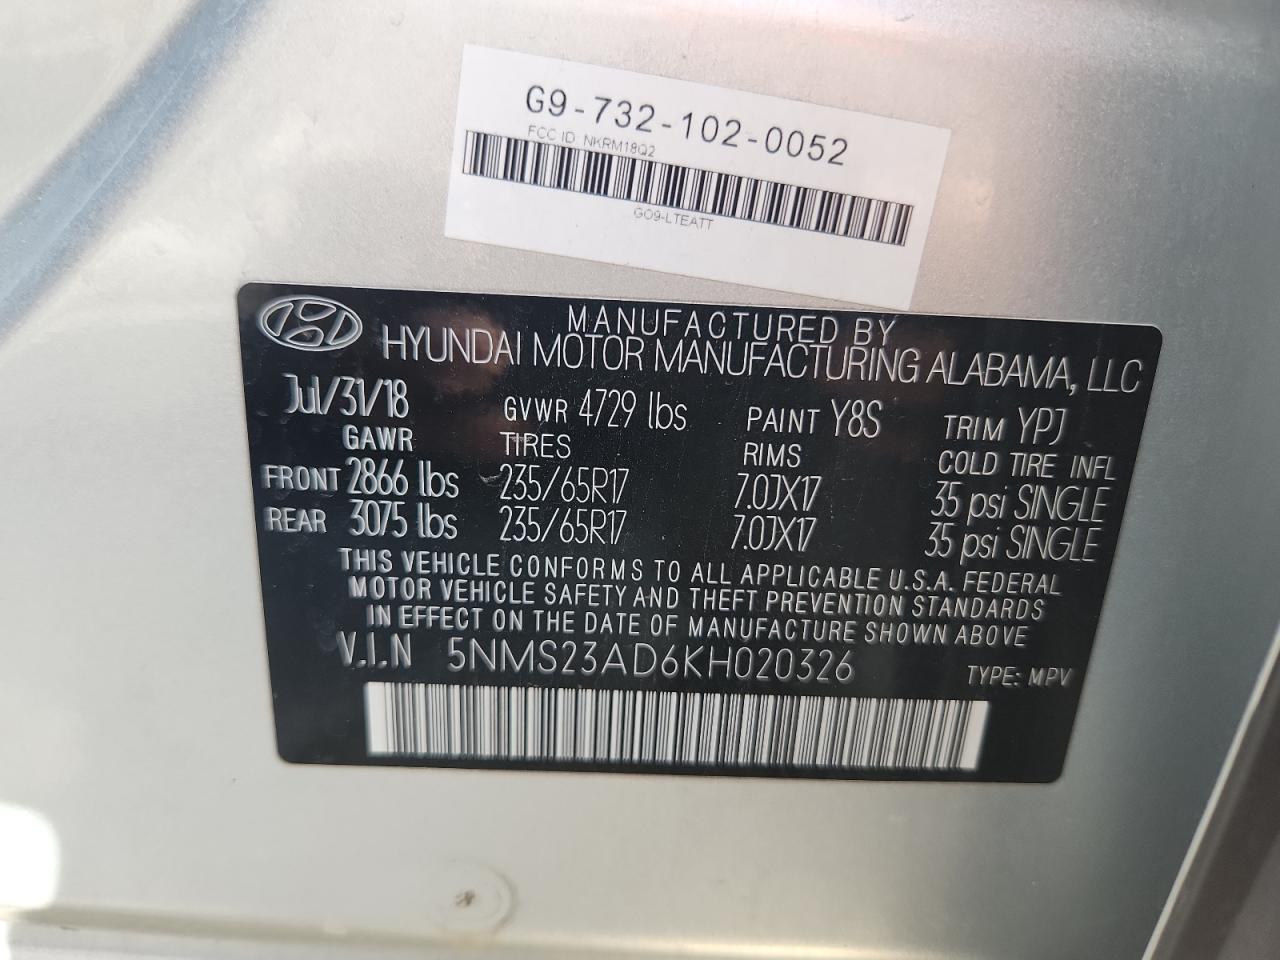 G9-732-102-0052
FCC ID NKRM18Q2
GO9-LTEATT
MANUFACTURED BY
HYUNDAI MOTOR MANUFACTURING ALABAMA, LLC
Jul/31/18 GVWR 4729 lbs PAINT Y8S TRIM YPJ
GAWR TIRES RIMS COLD TIRE INFL
FRONT 2866 lbs 235/65R17 7.0JX17 35 psi SINGLE
REAR 3075 lbs 235/65R17 7.0JX17 35 psi SINGLE
THIS VEHICLE CONFORMS TO ALL APPLICABLE U.S.A. FEDERAL
MOTOR VEHICLE SAFETY AND THEFT PREVENTION STANDARDS
IN EFFECT ON THE DATE OF MANUFACTURE SHOWN ABOVE
V.I.N 5NMS23AD6KH020326 TYPE: MPV